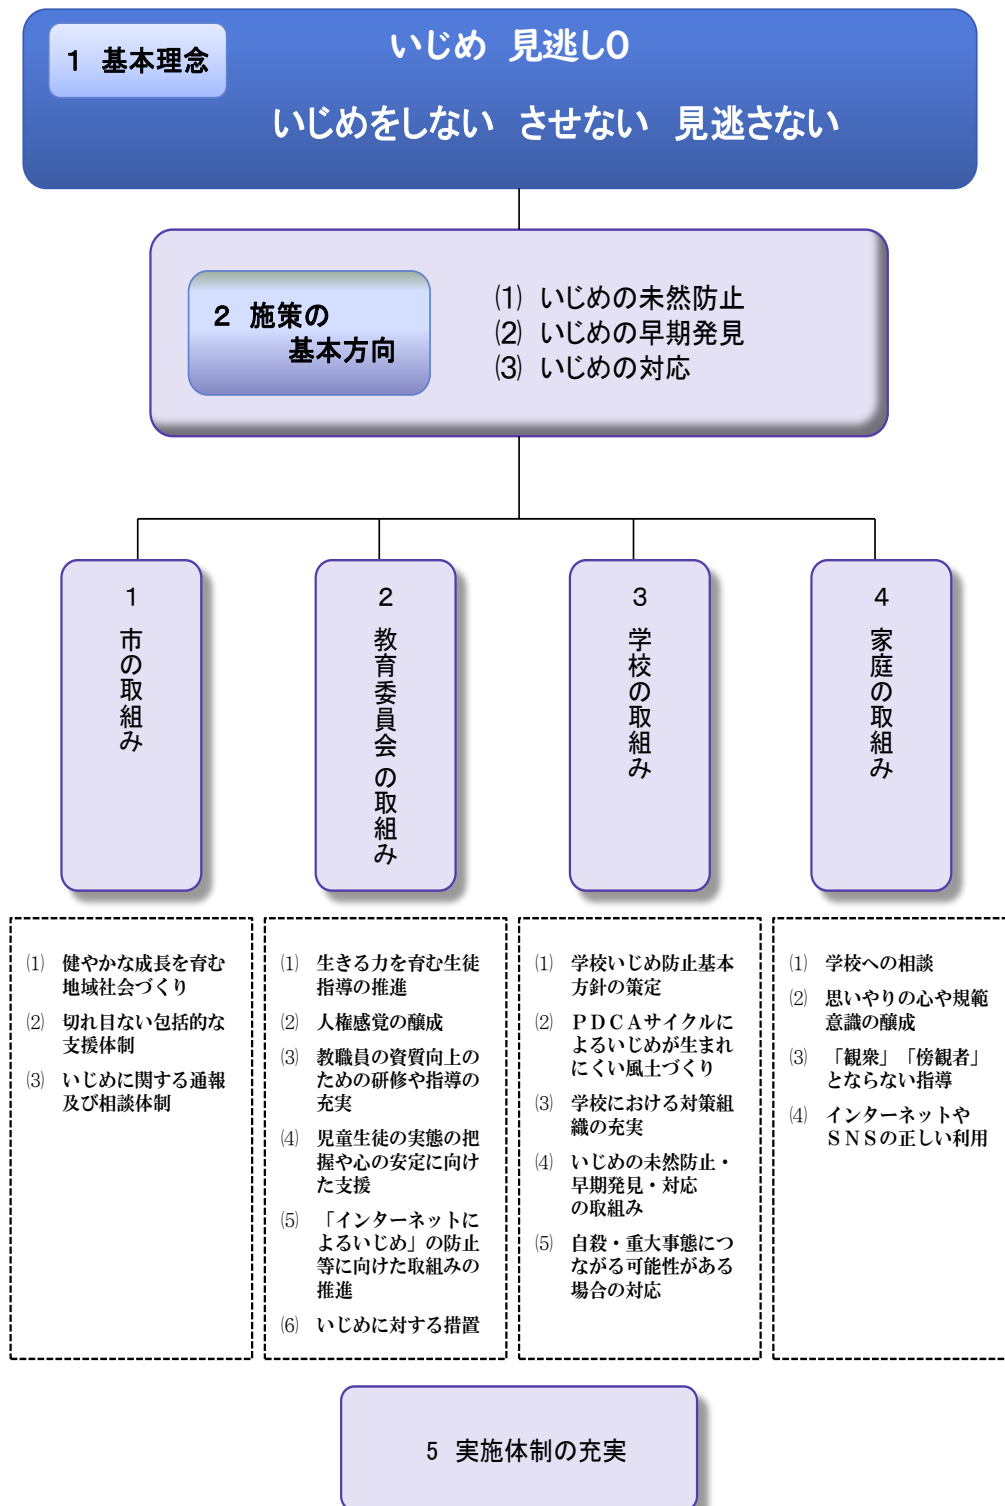 1 基本理念
いじめ 見逃し0
いじめをしない させない 見逃さない
2 施策の
基本方向
⑴ いじめの未然防止
⑵ いじめの早期発見
⑶ いじめの対応
1 市の取組み
2 教育委員会 の取組み
3 学校の取組み
4 家庭の取組み
⑴ 健やかな成長を育む
地域社会づくり
⑵ 切れ目ない包括的な
支援体制
⑶ いじめに関する通報
及び相談体制
⑴ 生きる力を育む生徒
指導の推進
⑵ 人権感覚の醸成
⑶ 教職員の資質向上の
ための研修や指導の
充実
⑷ 児童生徒の実態の把
握や心の安定に向け
た支援
⑸ 「インターネットに
よるいじめ」の防止
等に向けた取組みの
推進
⑹ いじめに対する措置
⑴ 学校いじめ防止基本
方針の策定
⑵ ＰＤＣＡサイクルに
よるいじめが生まれ
にくい風土づくり
⑶ 学校における対策組
織の充実
⑷ いじめの未然防止・
早期発見・対応
の取組み
⑸ 自殺・重大事態につ
ながる可能性がある
場合の対応
⑴ 学校への相談
⑵ 思いやりの心や規範
意識の醸成
⑶ 「観衆」「傍観者」
とならない指導
⑷ インターネットや
ＳＮＳの正しい利用
5 実施体制の充実